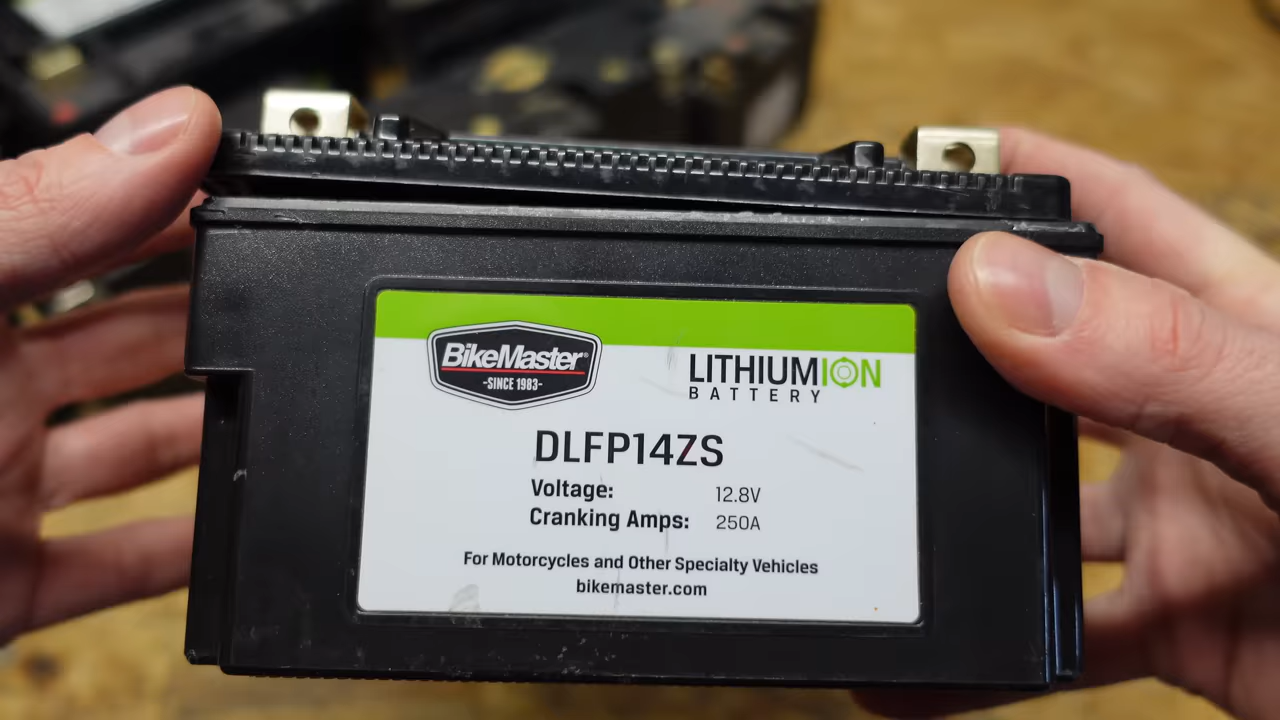 BikeMaster®
-SINCE 1983-
LITHIUMION
BATTERY
DLFP14ZS
Voltage: 12.8V
Cranking Amps: 250A
For Motorcycles and Other Specialty Vehicles
bikemaster.com